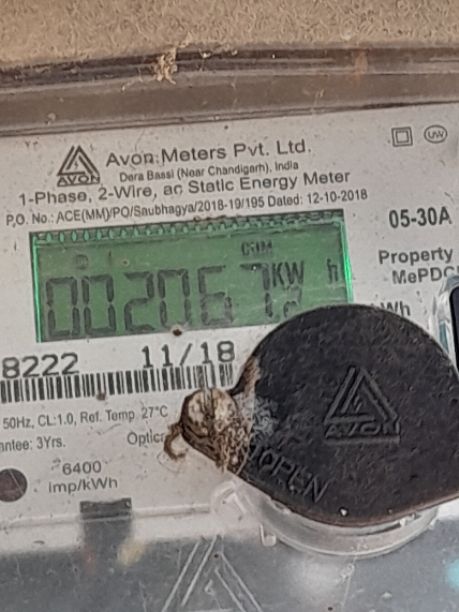 Avon Meters Pvt. Ltd.
AVON
Dera Bassi (Near Chandigarh), India
1-Phase, 2-Wire, ac Static Energy Meter
P.O. No.: ACE(MM)/PO/Saubhagya/2018-19/195 Dated: 12-10-2018
05-30A
Property
MePDC
CUM
002067 KW h
8222 11/18
50Hz, CL:1.0, Ref. Temp. 27°C
antee: 3Yrs.
Optic
6400
imp/kWh
AVON
OPEN